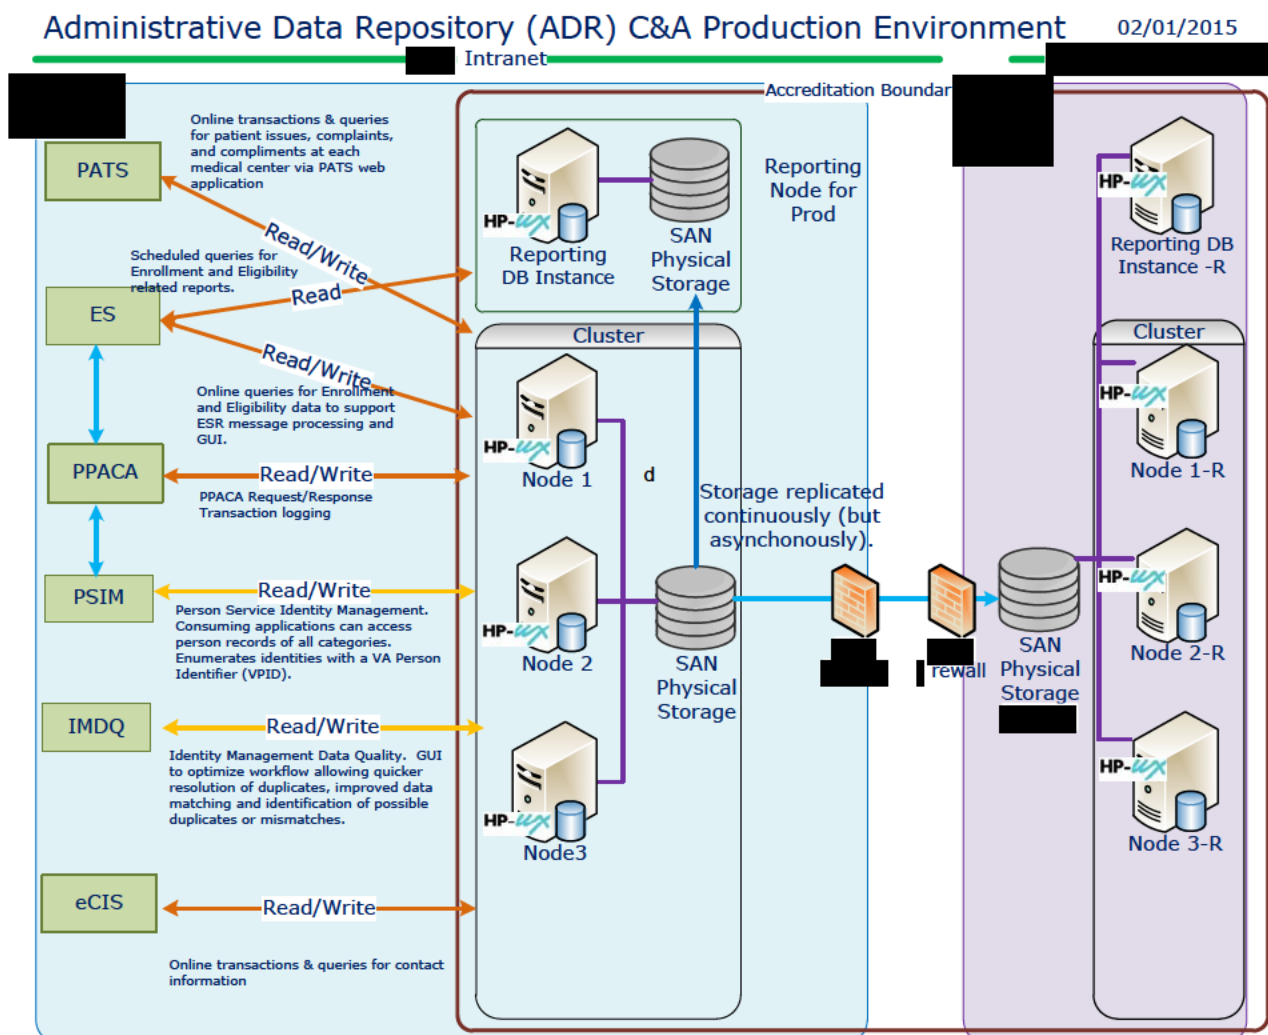 Administrative Data Repository (ADR) C&A Production Environment
02/01/2015
Intranet
Accreditation Boundar
Online transactions & queries
for patient issues, complaints,
and compliments at each
medical center via PATS web
application
PATS
Read/Write
Scheduled queries for
Enrollment and Eligibility
related reports.
Read
ES
Read/Write
Online queries for Enrollment
and Eligibility data to support
ESR message processing and
GUI.
PPACA
Read/Write
PPACA Request/Response
Transaction logging
PSIM
Read/Write
Person Service Identity Management.
Consuming applications can access
person records of all categories.
Enumerates identities with a VA Person
Identifier (VPID).
IMDQ
Read/Write
Identity Management Data Quality. GUI
to optimize workflow allowing quicker
resolution of duplicates, improved data
matching and identification of possible
duplicates or mismatches.
eCIS
Read/Write
Online transactions & queries for contact
information
HP-UX
Reporting
DB Instance
SAN
Physical
Storage
Reporting
Node for
Prod
Cluster
HP-UX
Node 1
d
HP-UX
Node 2
SAN
Physical
Storage
HP-UX
Node3
Storage replicated
continuously (but
asynchonously).
rewall
SAN
Physical
Storage
HP-UX
Reporting DB
Instance -R
Cluster
HP-UX
Node 1-R
HP-UX
Node 2-R
HP-UX
Node 3-R